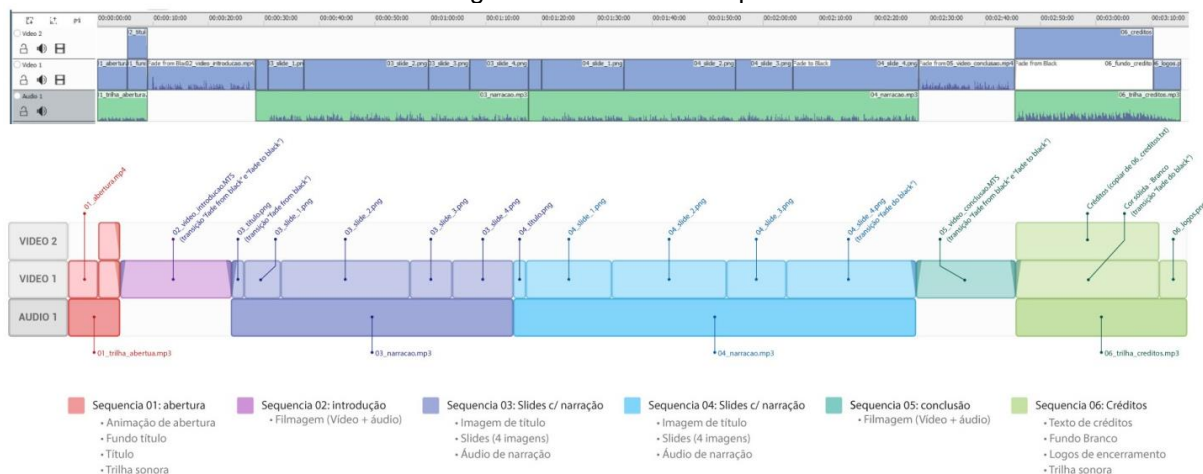 00:00:00:00 00:00:10:00 00:00:20:00 00:00:30:00 00:00:40:00 00:00:50:00 00:01:00:00 00:01:10:00 00:01:20:00 00:01:30:00 00:01:40:00 00:01:50:00 00:02:00:00 00:02:10:00 00:02:20:00 00:02:30:00 00:02:40:00 00:02:50:00 00:03:00:00 00:03:10:00
Video 2
06_creditos
Video 1
Fade from 02_video_introducao.mp4 03_slide_2.png 03_slide_3.png 03_slide_4.png 04_slide_1.png 04_slide_2.png 04_slide_3.png Fade to Black 04_slide_4.png Fade from 05_video_conclusao.mp4 Fade from Black 06_fundo_credito
Audio 1
03_narracao.mp3 04_narracao.mp3 06_trilha_creditos.mp3
01_abertura.mp4
02_video_introducao.MTS
(transição "Fade from black" e "fade to black")
03_titulo.png
(transição "Fade from black")
03_slide_1.png
03_slide_2.png
03_slide_3.png
03_slide_4.png
04_titulo.png
04_slide_1.png
04_slide_2.png
04_slide_3.png
04_slide_4.png
(transição "fade do black")
05_video_conclusao.MTS
(transição "Fade from black" e "fade to black")
Créditos (copiar de 06_creditos.txt)
Cor sólida - Branco
(transição "fade do black")
06_logos.png
VIDEO 2
VIDEO 1
AUDIO 1
01_trilha_abertua.mp3
03_narracao.mp3
04_narracao.mp3
06_trilha_creditos.mp3
Sequencia 01: abertura
• Animação de abertura
• Fundo título
• Título
• Trilha sonora
Sequencia 02: introdução
• Filmagem (Vídeo + áudio)
Sequencia 03: Slides c/ narração
• Imagem de título
• Slides (4 imagens)
• Áudio de narração
Sequencia 04: Slides c/ narração
• Imagem de título
• Slides (4 imagens)
• Áudio de narração
Sequencia 05: conclusão
• Filmagem (Vídeo + áudio)
Sequencia 06: Créditos
• Texto de créditos
• Fundo Branco
• Logos de encerramento
• Trilha sonora